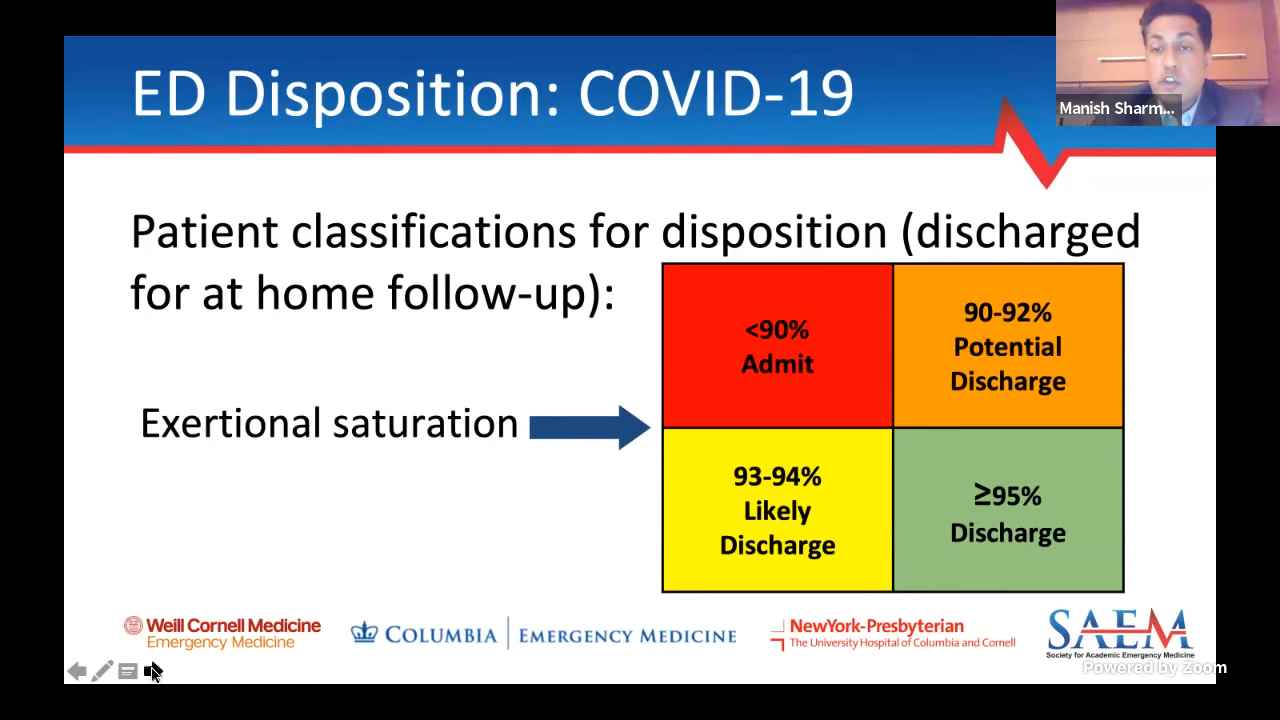 ED Disposition: COVID-19
Manish Sharm...
Patient classifications for disposition (discharged
for at home follow-up):
<90%
Admit
90-92%
Potential
Discharge
Exertional saturation
93-94%
Likely
Discharge
≥95%
Discharge
Weill Cornell Medicine
Emergency Medicine
COLUMBIA
EMERGENCY MEDICINE
NewYork-Presbyterian
The University Hospital of Columbia and Cornell
SAEM
Society for Academic Emergency Medicine
Powered by Zoom